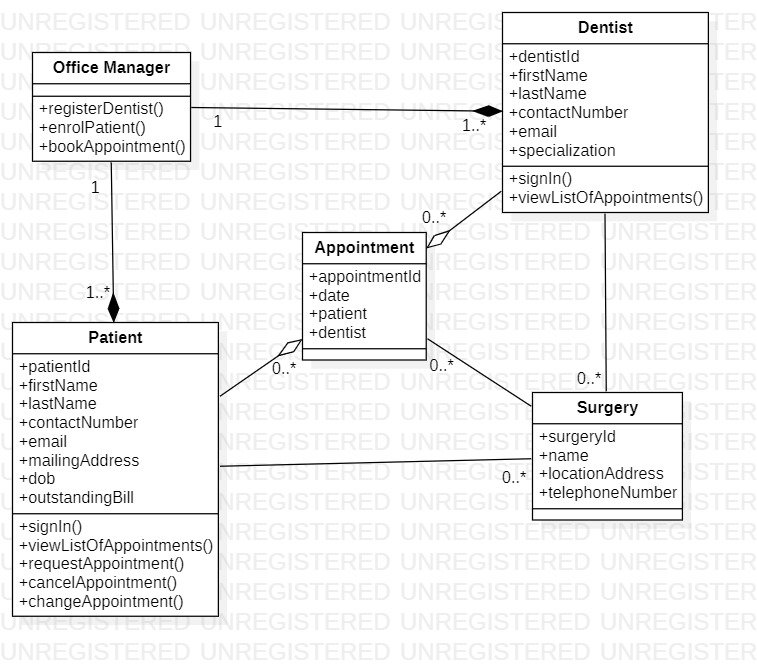 Dentist
+dentistId
+firstName
+lastName
+contactNumber
+email
+specialization
+signIn()
+viewListOfAppointments()
Office Manager
+registerDentist()
+enrolPatient()
+bookAppointment()
1
1..*
1
1..*
0..*
Appointment
+appointmentId
+date
+patient
+dentist
0..*
0..*
0..*
Patient
+patientId
+firstName
+lastName
+contactNumber
+email
+mailingAddress
+dob
+outstandingBill
+signIn()
+viewListOfAppointments()
+requestAppointment()
+cancelAppointment()
+changeAppointment()
Surgery
+surgeryId
+name
+locationAddress
+telephoneNumber
0..*
UNREGISTERED UNREGISTERED UNREGISTERED UNREGISTERED